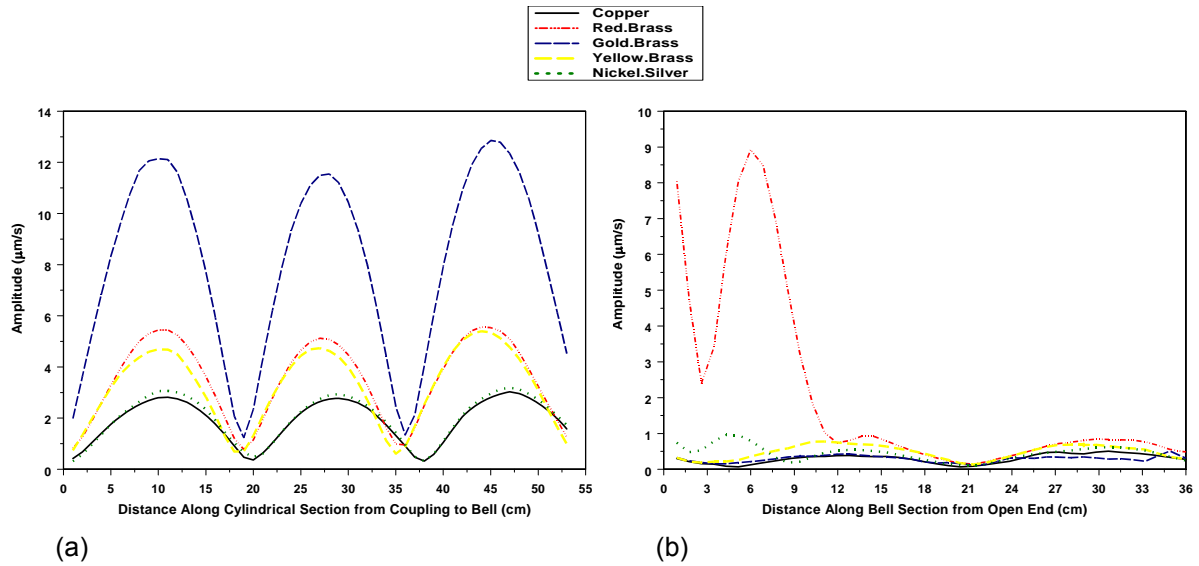 Copper
Red.Brass
Gold.Brass
Yellow.Brass
Nickel.Silver
14
12
10
8
6
4
2
0
Amplitude (µm/s)
0 5 10 15 20 25 30 35 40 45 50 55
Distance Along Cylindrical Section from Coupling to Bell (cm)
(a)
10
9
8
7
6
5
4
3
2
1
0
Amplitude (µm/s)
0 3 6 9 12 15 18 21 24 27 30 33 36
Distance Along Bell Section from Open End (cm)
(b)